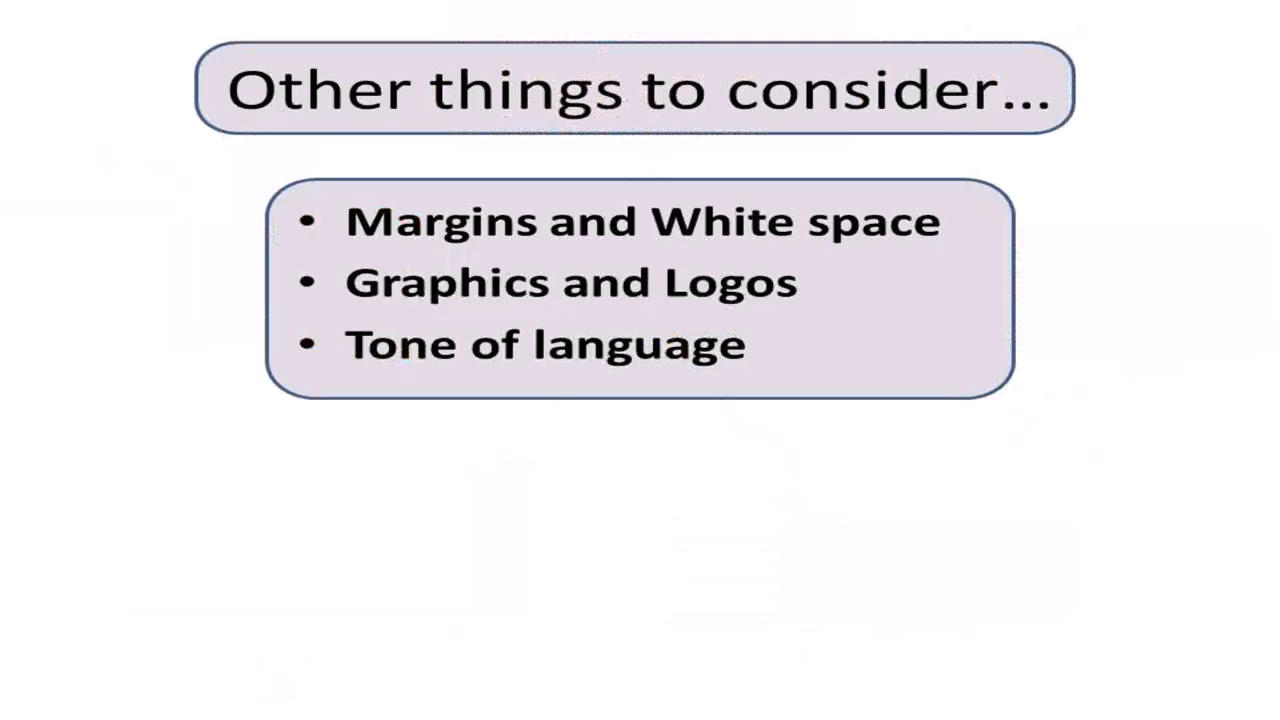 Other things to consider...
• Margins and White space
• Graphics and Logos
• Tone of language